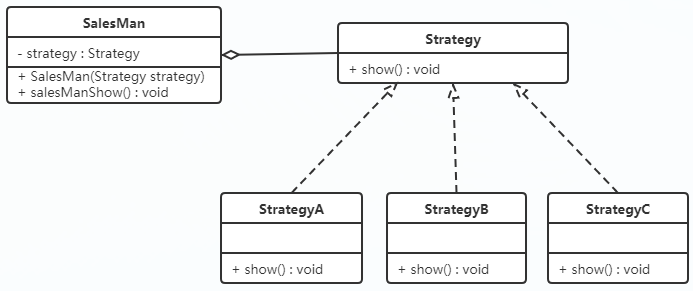 SalesMan
- strategy : Strategy
+ SalesMan(Strategy strategy)
+ salesManShow() : void
Strategy
+ show() : void
StrategyA
+ show() : void
StrategyB
+ show() : void
StrategyC
+ show() : void